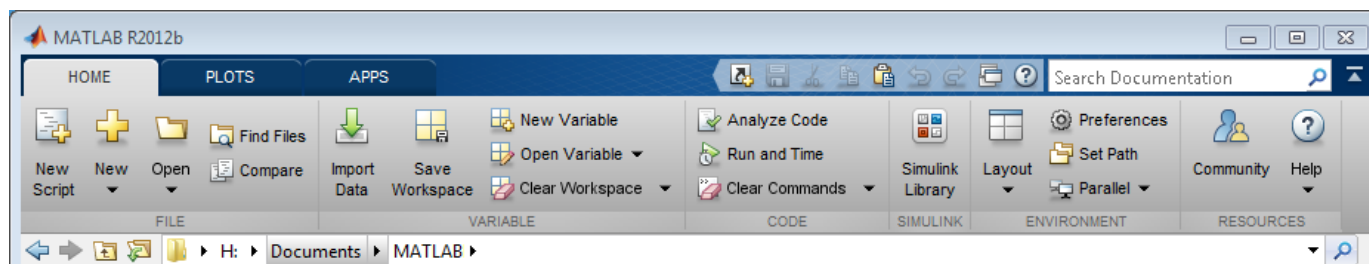 MATLAB R2012b
HOME PLOTS APPS Search Documentation
New Script
New
Open
Find Files
Compare
FILE
Import Data
Save Workspace
New Variable
Open Variable
Clear Workspace
VARIABLE
Analyze Code
Run and Time
Clear Commands
CODE
Simulink Library
SIMULINK
Layout
Preferences
Set Path
Parallel
ENVIRONMENT
Community
Help
RESOURCES
H: Documents MATLAB